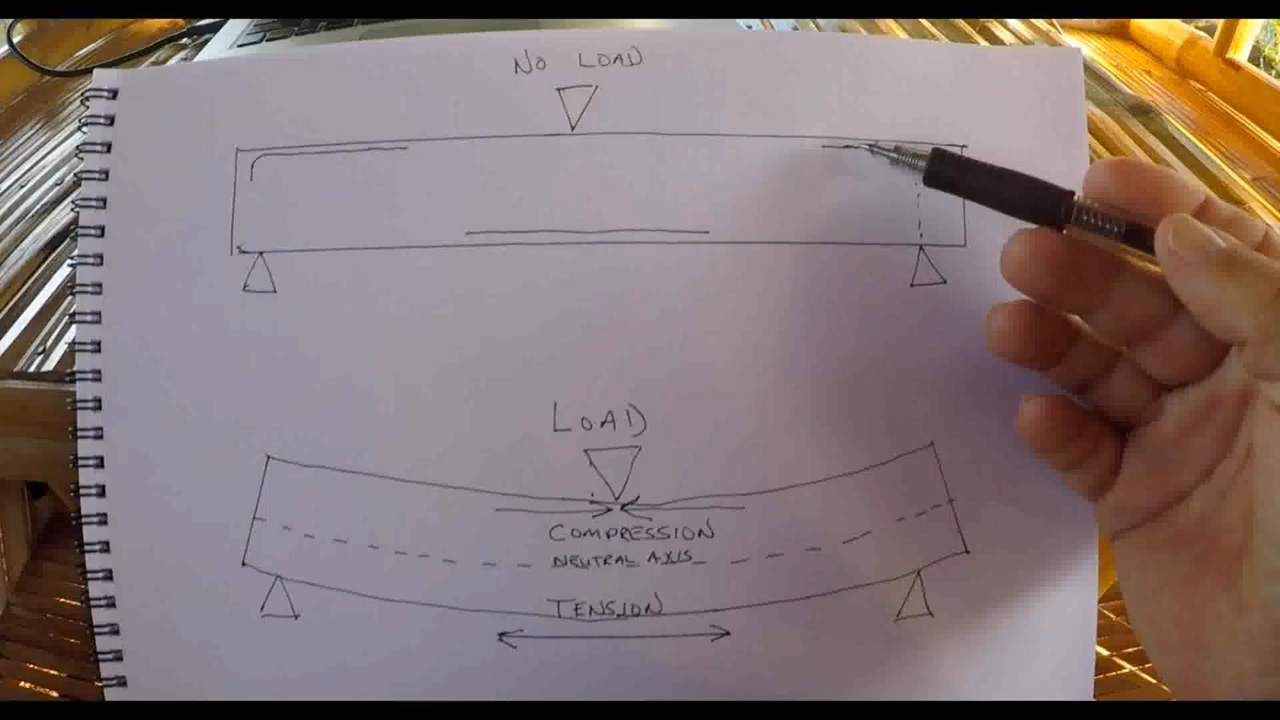 NO LOAD
LOAD
COMPRESSION
NEUTRAL AXIS
TENSION